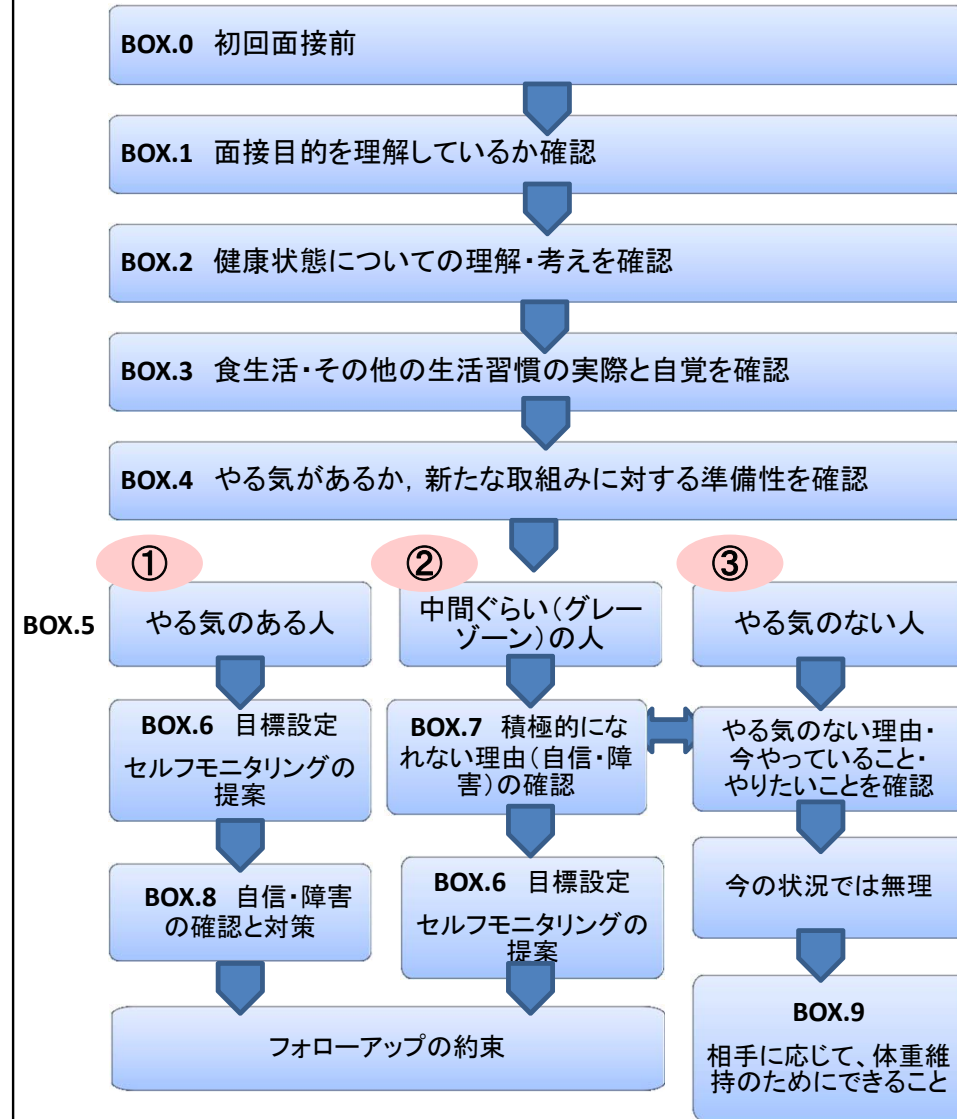 BOX.0 初回面接前
BOX.1 面接目的を理解しているか確認
BOX.2 健康状態についての理解・考えを確認
BOX.3 食生活・その他の生活習慣の実際と自覚を確認
BOX.4 やる気があるか，新たな取組みに対する準備性を確認
①
②
③
BOX.5
やる気のある人
中間ぐらい（グレー
ゾーン）の人
やる気のない人
BOX.6 目標設定
セルフモニタリングの
提案
BOX.7 積極的にな
れない理由（自信・障
害）の確認
やる気のない理由・
今やっていること・
やりたいことを確認
BOX.8 自信・障害
の確認と対策
BOX.6 目標設定
セルフモニタリングの
提案
今の状況では無理
フォローアップの約束
BOX.9
相手に応じて、体重維
持のためにできること